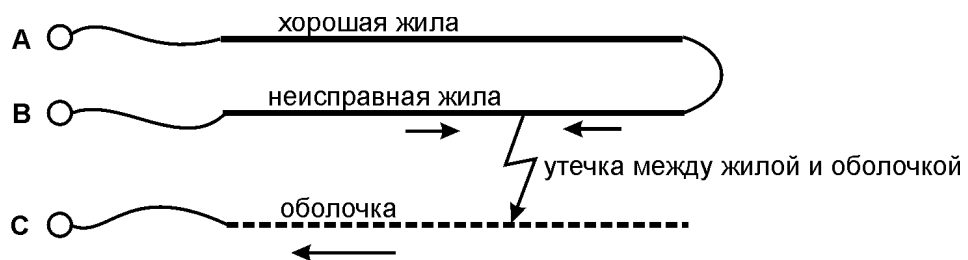 A хорошая жила
B неисправная жила
утечка между жилой и оболочкой
C оболочка